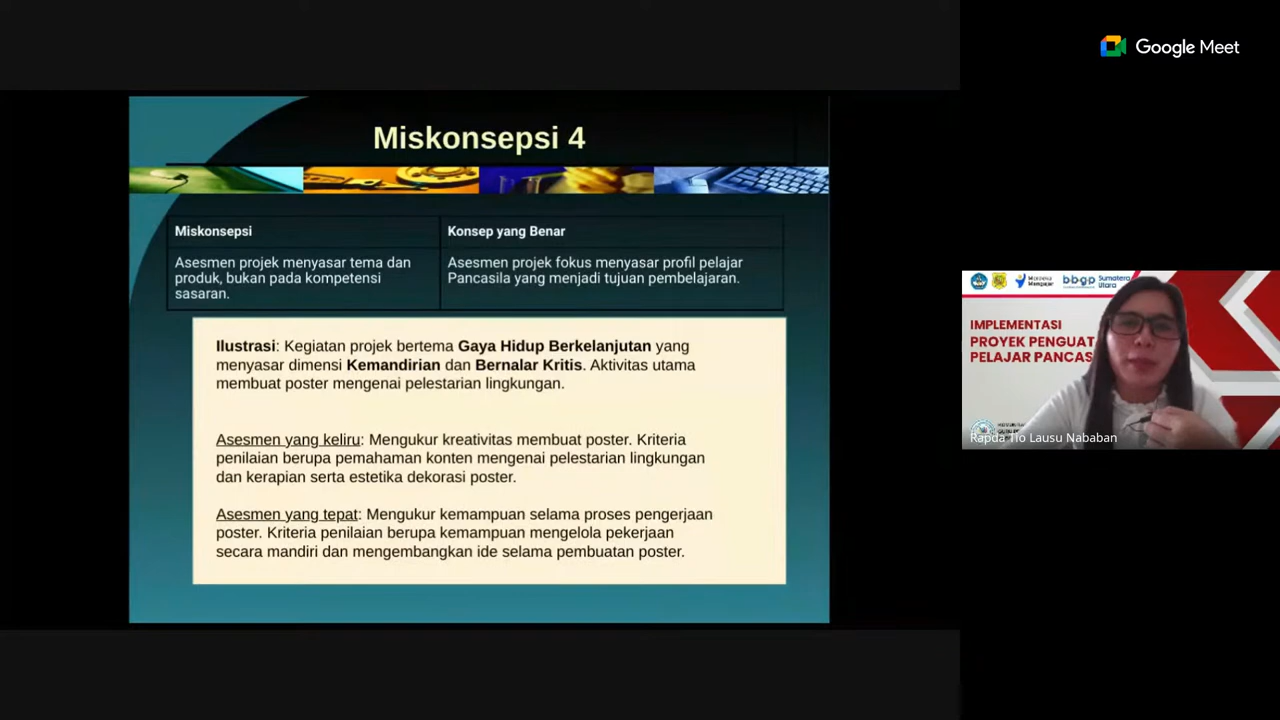 Google Meet
Miskonsepsi 4
Miskonsepsi
Konsep yang Benar
Asesmen projek menyasar tema dan
produk, bukan pada kompetensi
sasaran.
Asesmen projek fokus menyasar profil pelajar
Pancasila yang menjadi tujuan pembelajaran.
Ilustrasi: Kegiatan projek bertema Gaya Hidup Berkelanjutan yang
menyasar dimensi Kemandirian dan Bernalar Kritis. Aktivitas utama
membuat poster mengenai pelestarian lingkungan.
Asesmen yang keliru: Mengukur kreativitas membuat poster. Kriteria
penilaian berupa pemahaman konten mengenai pelestarian lingkungan
dan kerapian serta estetika dekorasi poster.
Asesmen yang tepat: Mengukur kemampuan selama proses pengerjaan
poster. Kriteria penilaian berupa kemampuan mengelola pekerjaan
secara mandiri dan mengembangkan ide selama pembuatan poster.
Merdeka
Mengajar
bbgp
Sumatera
Utara
IMPLEMENTASI
PROYEK PENGUAT
PELAJAR PANCAS
Rapda Tio Lausu Nababan